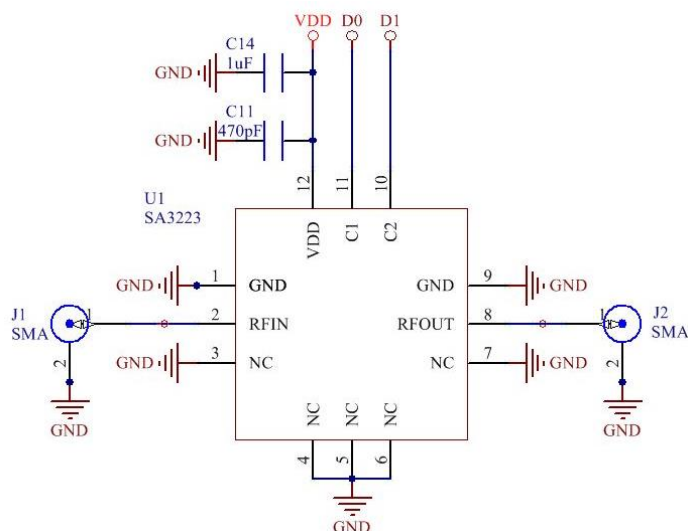 VDD D0 D1
C14
1uF
GND
C11
470pF
GND
12 11 10
U1
SA3223
VDD C1 C2
GND 1 GND GND 9 GND
J1
SMA
1 2 RFIN RFOUT 8 1
J2
SMA
2 GND 3 NC NC 7 GND 2
GND GND
NC NC NC
4 5 6
GND